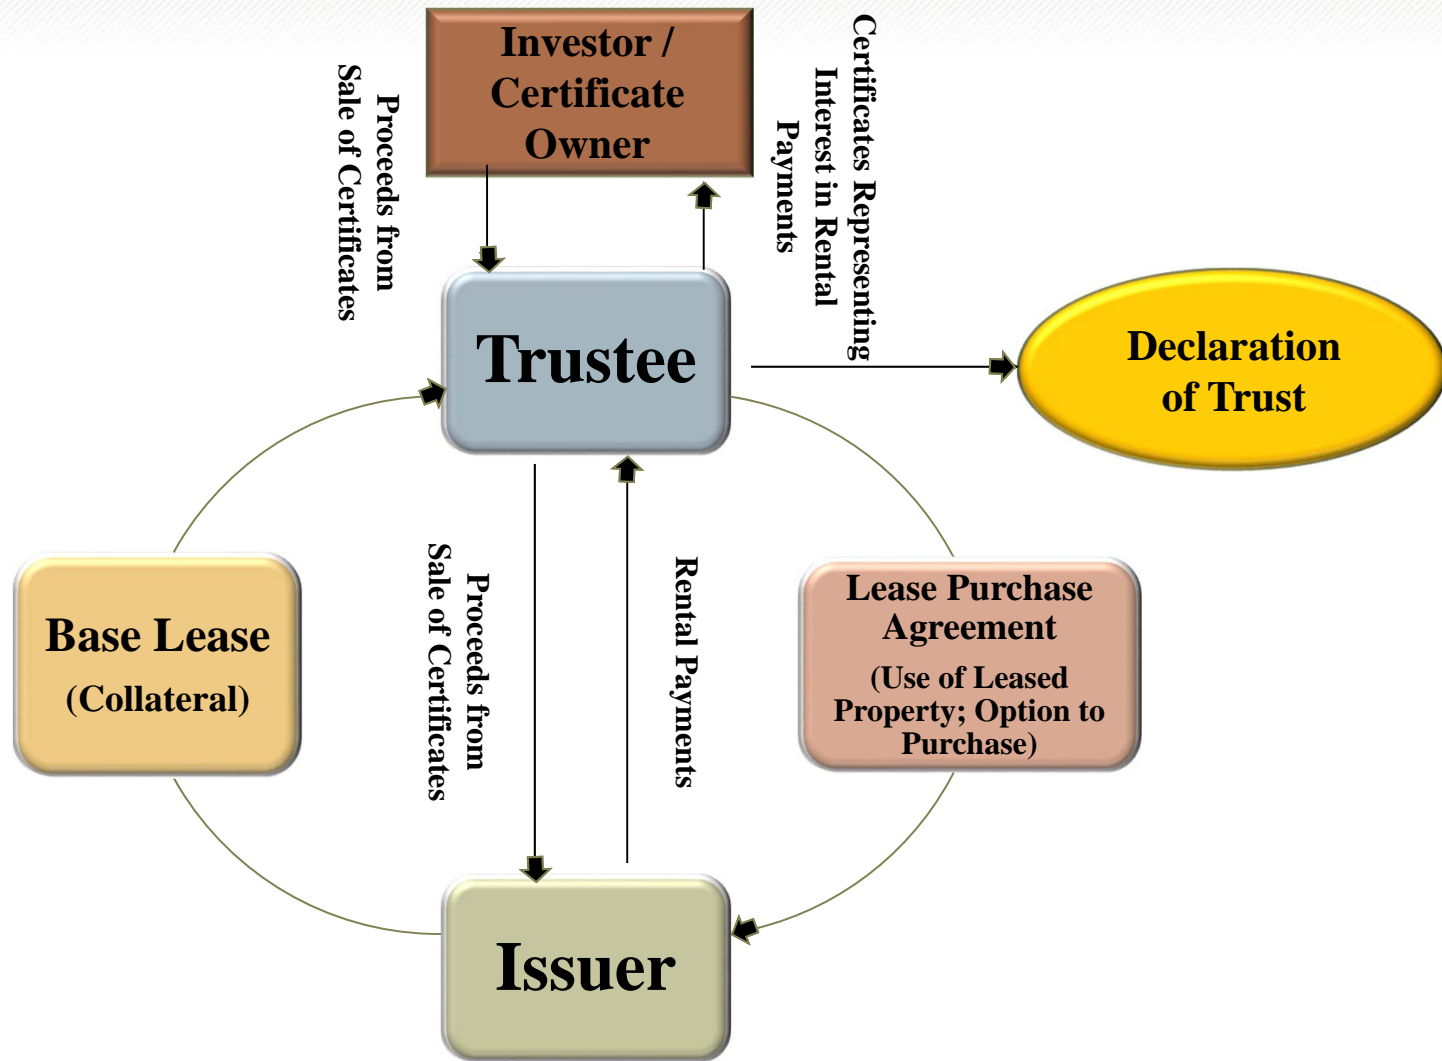 Investor /
Certificate
Owner
Proceeds from
Sale of Certificates
Certificates Representing
Interest in Rental
Payments
Trustee
Declaration
of Trust
Base Lease
(Collateral)
Proceeds from
Sale of Certificates
Rental Payments
Lease Purchase
Agreement
(Use of Leased
Property; Option to
Purchase)
Issuer